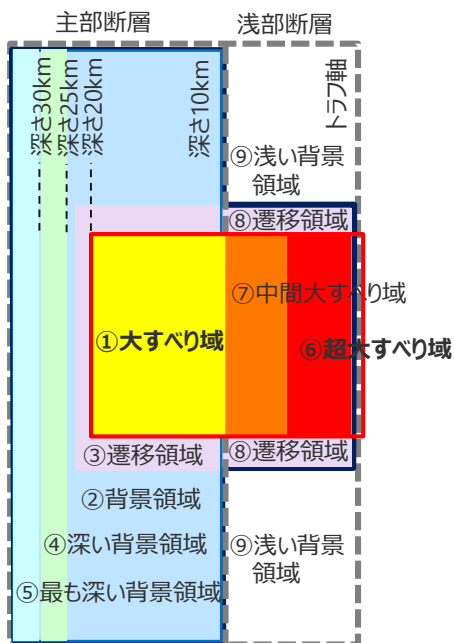 主部断層
浅部断層
深さ30km
深さ25km
深さ20km
深さ10km
トラフ軸
⑨浅い背景
領域
⑧遷移領域
⑦中間大すべり域
①大すべり域
⑥超大すべり域
③遷移領域
⑧遷移領域
②背景領域
④深い背景領域
⑨浅い背景
領域
⑤最も深い背景領域